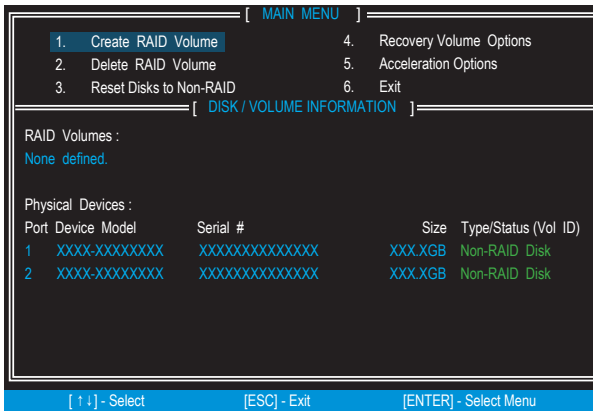 [ MAIN MENU ]
1. Create RAID Volume
2. Delete RAID Volume
3. Reset Disks to Non-RAID
4. Recovery Volume Options
5. Acceleration Options
6. Exit
[ DISK / VOLUME INFORMATION ]
RAID Volumes :
None defined.
Physical Devices :
Port Device Model Serial # Size Type/Status (Vol ID)
1 XXXX-XXXXXXXX XXXXXXXXXXXXXX XXX.XGB Non-RAID Disk
2 XXXX-XXXXXXXX XXXXXXXXXXXXXX XXX.XGB Non-RAID Disk
[ ↑↓] - Select [ESC] - Exit [ENTER] - Select Menu